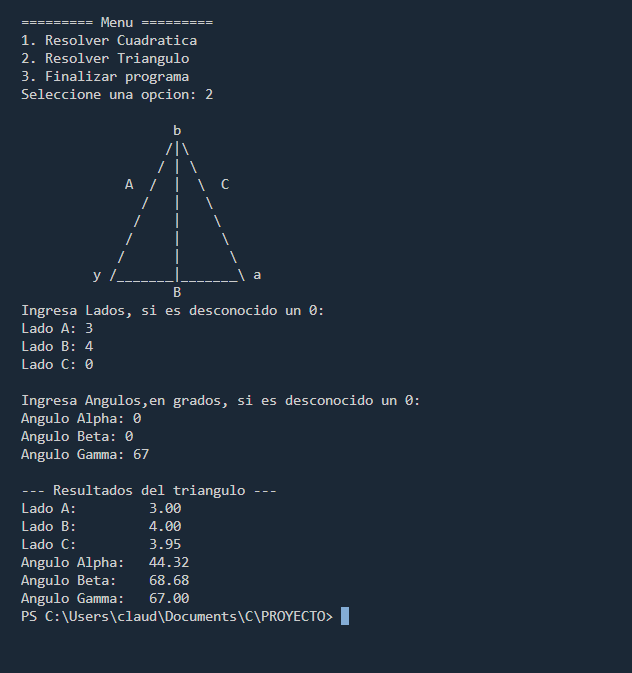 ========= Menu =========
1. Resolver Cuadratica
2. Resolver Triangulo
3. Finalizar programa
Seleccione una opcion: 2

                   b
                  /|\
                 / | \
             A  /  |  \  C
               /   |   \
              /    |    \
             /     |     \
            /      |      \
         y /_______|_______\ a
                   B
Ingresa Lados, si es desconocido un 0:
Lado A: 3
Lado B: 4
Lado C: 0

Ingresa Angulos,en grados, si es desconocido un 0:
Angulo Alpha: 0
Angulo Beta: 0
Angulo Gamma: 67

--- Resultados del triangulo ---
Lado A:         3.00
Lado B:         4.00
Lado C:         3.95
Angulo Alpha:   44.32
Angulo Beta:    68.68
Angulo Gamma:   67.00
PS C:\Users\claud\Documents\C\PROYECTO>